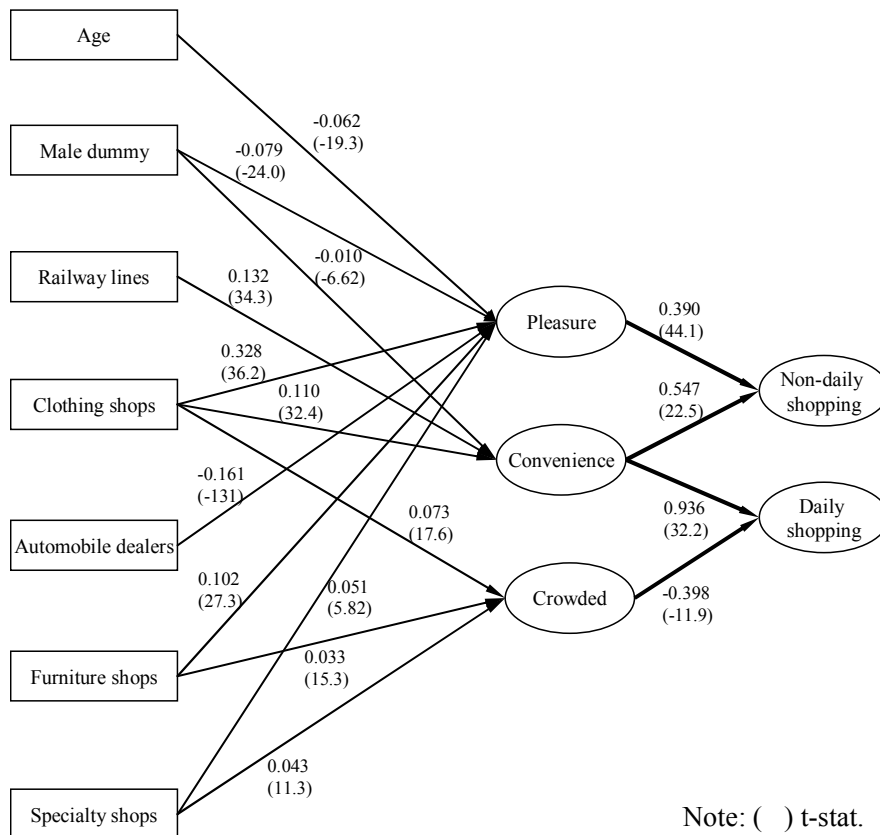 Age
-0.062
(-19.3)
Male dummy
-0.079
(-24.0)
-0.010
(-6.62)
Railway lines
0.132
(34.3)
Pleasure
0.390
(44.1)
0.328
(36.2)
Clothing shops
0.110
(32.4)
Non-daily
shopping
0.547
(22.5)
Convenience
-0.161
(-131)
0.073
(17.6)
0.936
(32.2)
Daily
shopping
Automobile dealers
0.102
(27.3)
0.051
(5.82)
Crowded
-0.398
(-11.9)
Furniture shops
0.033
(15.3)
0.043
(11.3)
Specialty shops
Note: ( ) t-stat.